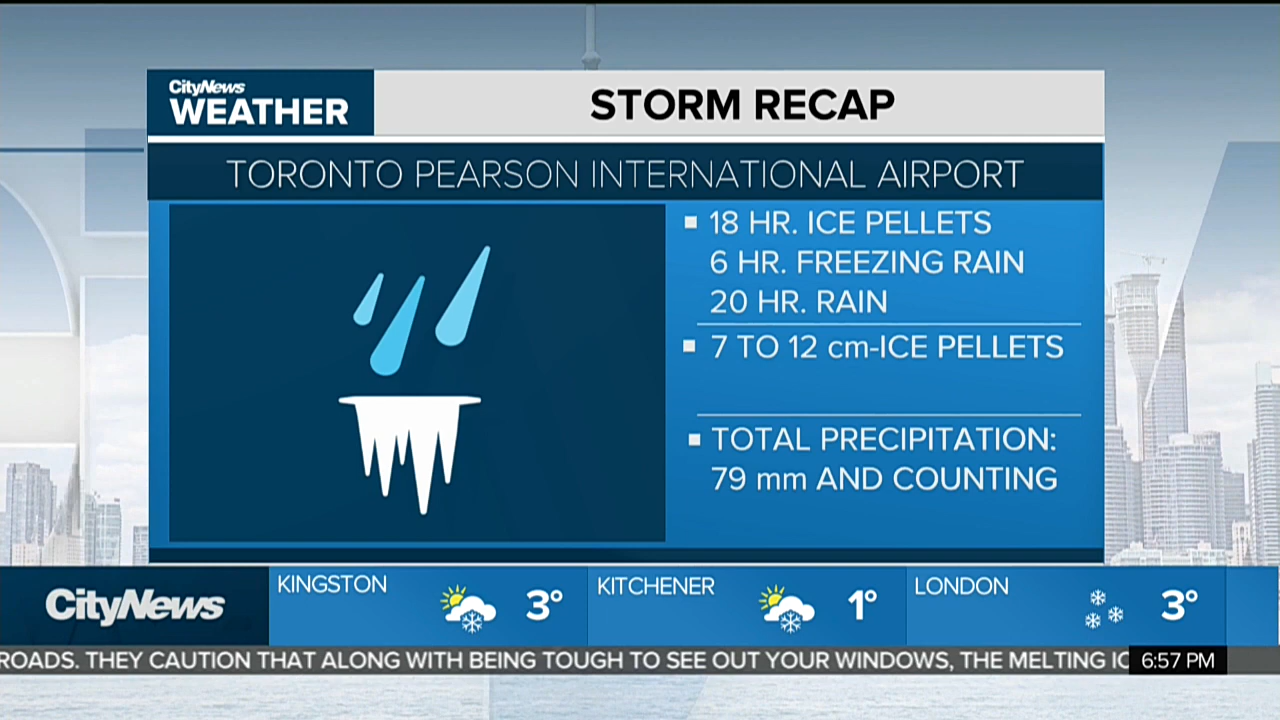 CityNews
WEATHER
STORM RECAP
TORONTO PEARSON INTERNATIONAL AIRPORT
18 HR. ICE PELLETS
6 HR. FREEZING RAIN
20 HR. RAIN
7 TO 12 cm-ICE PELLETS
TOTAL PRECIPITATION:
79 mm AND COUNTING
CityNews
KINGSTON
3°
KITCHENER
1°
LONDON
3°
ROADS. THEY CAUTION THAT ALONG WITH BEING TOUGH TO SEE OUT YOUR WINDOWS, THE MELTING
6:57 PM